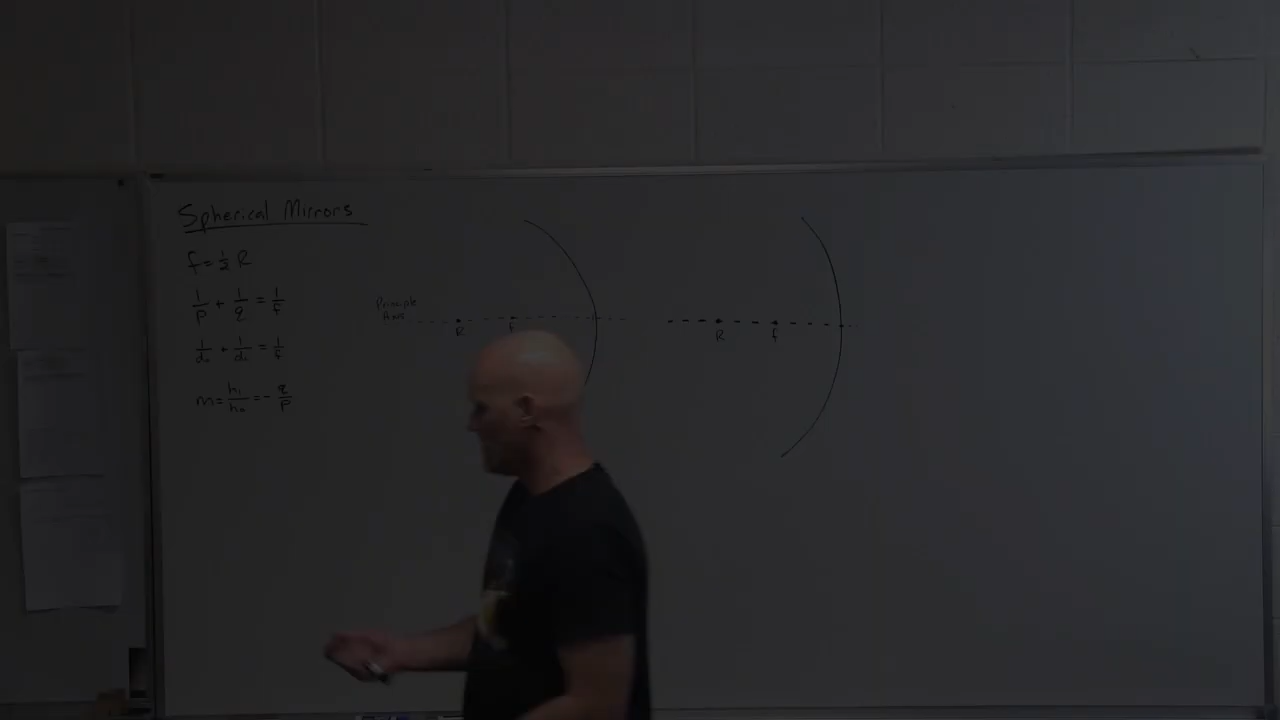 Spherical Mirrors
f = 1/2 R
1/p + 1/q = 1/f
1/do + 1/di = 1/f
m = hi/ho = - q/p
Principle
Axis
R f
R f